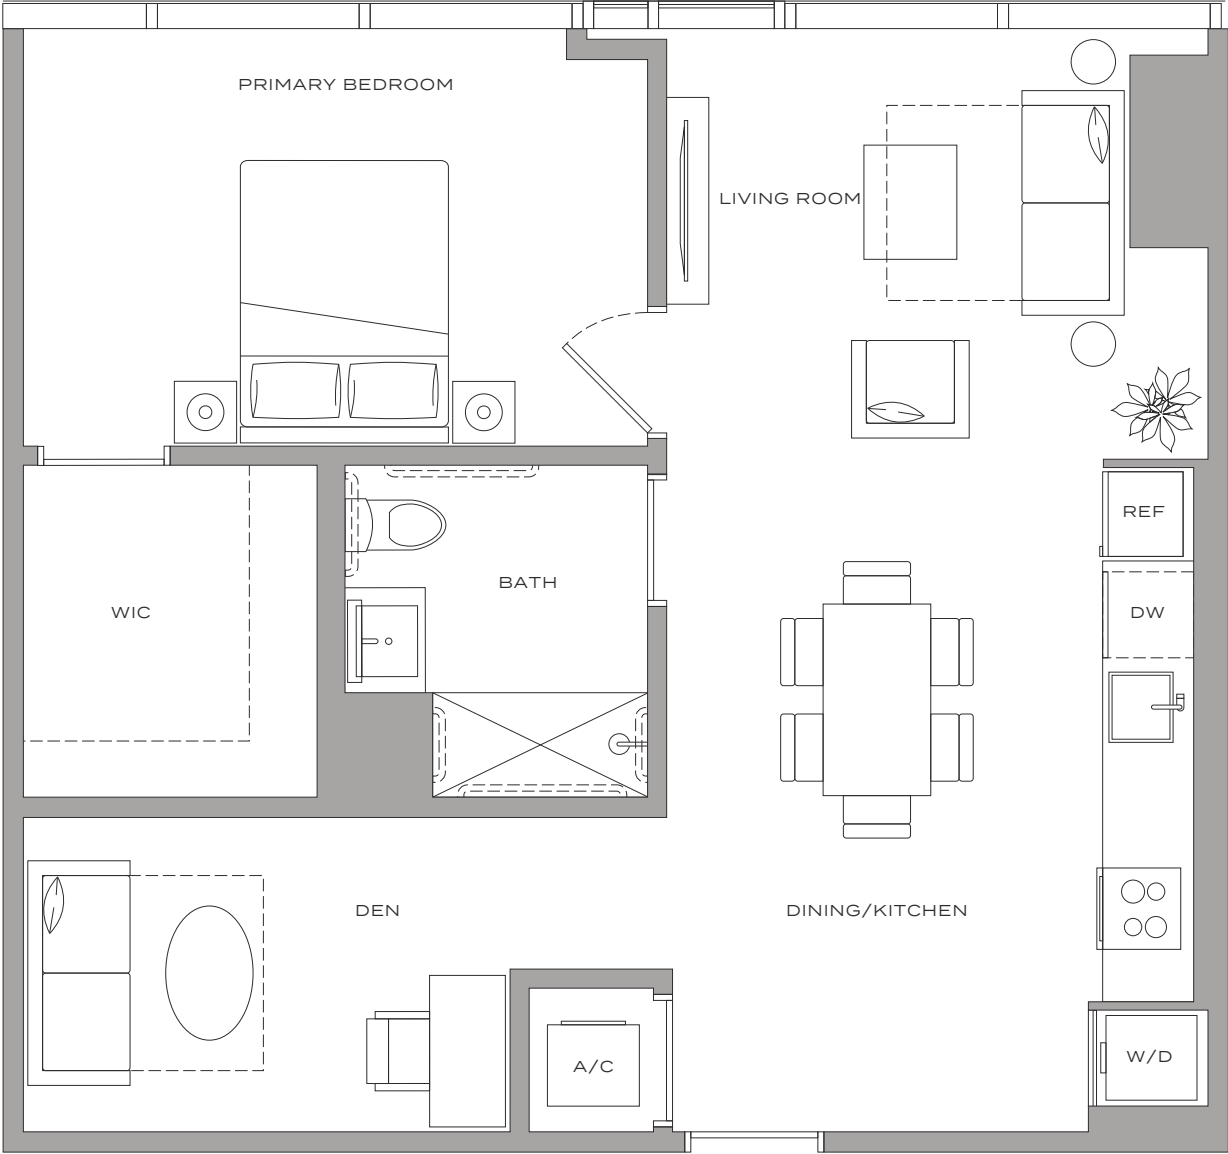 PRIMARY BEDROOM
LIVING ROOM
REF
BATH
WIC
DW
DEN
DINING/KITCHEN
A/C
W/D